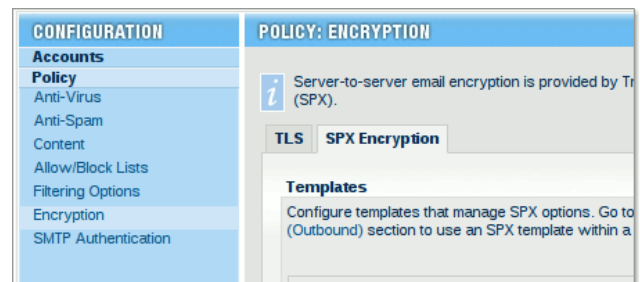 CONFIGURATION
POLICY: ENCRYPTION
Accounts
Policy
Anti-Virus
Anti-Spam
Content
Allow/Block Lists
Filtering Options
Encryption
SMTP Authentication
i
Server-to-server email encryption is provided by
(SPX).
TLS SPX Encryption
Templates
Configure templates that manage SPX options. Go to
(Outbound) section to use an SPX template within a